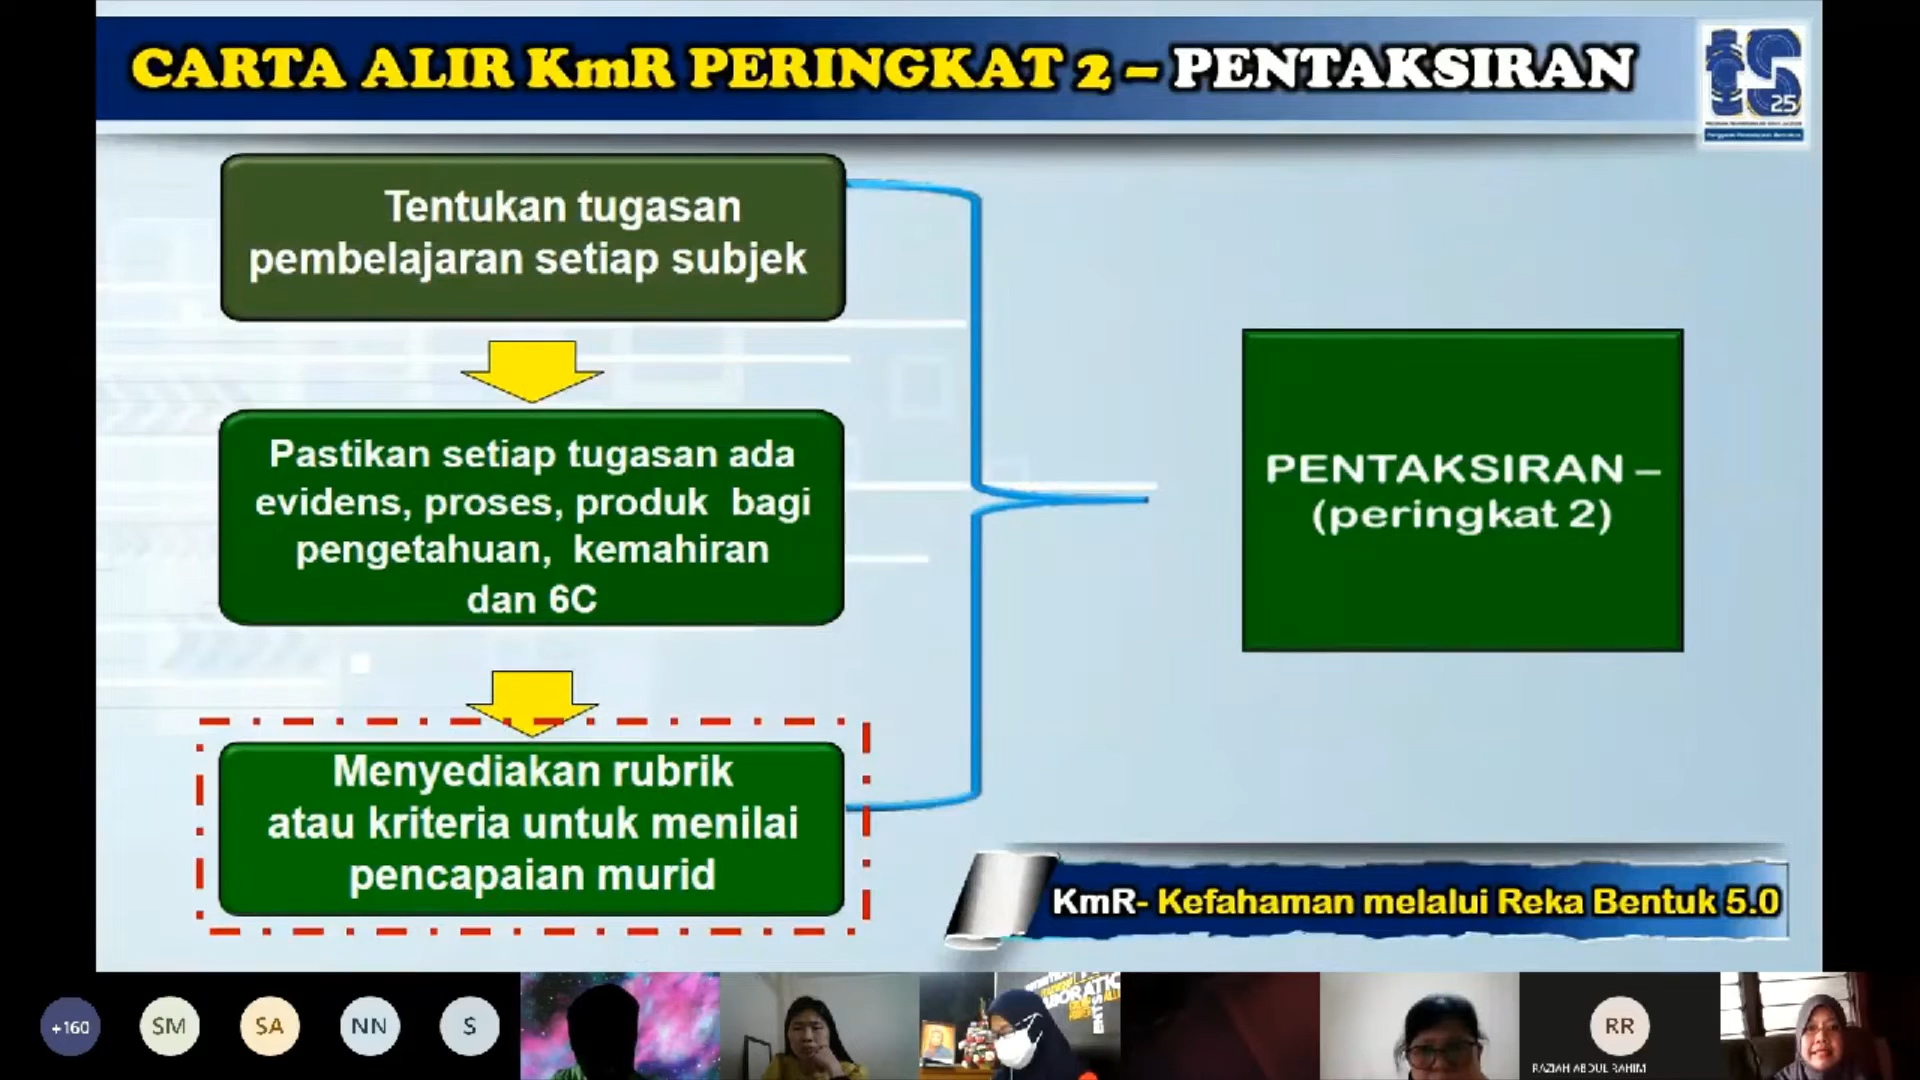 CARTA ALIR KmR PERINGKAT 2 – PENTAKSIRAN
25
Tentukan tugasan
pembelajaran setiap subjek
Pastikan setiap tugasan ada
evidens, proses, produk bagi
pengetahuan, kemahiran
dan 6C
Menyediakan rubrik
atau kriteria untuk menilai
pencapaian murid
PENTAKSIRAN –
(peringkat 2)
KmR- Kefahaman melalui Reka Bentuk 5.0
+160
SM
SA
NN
S
RR
RAZIAH ABDUL RAHIM